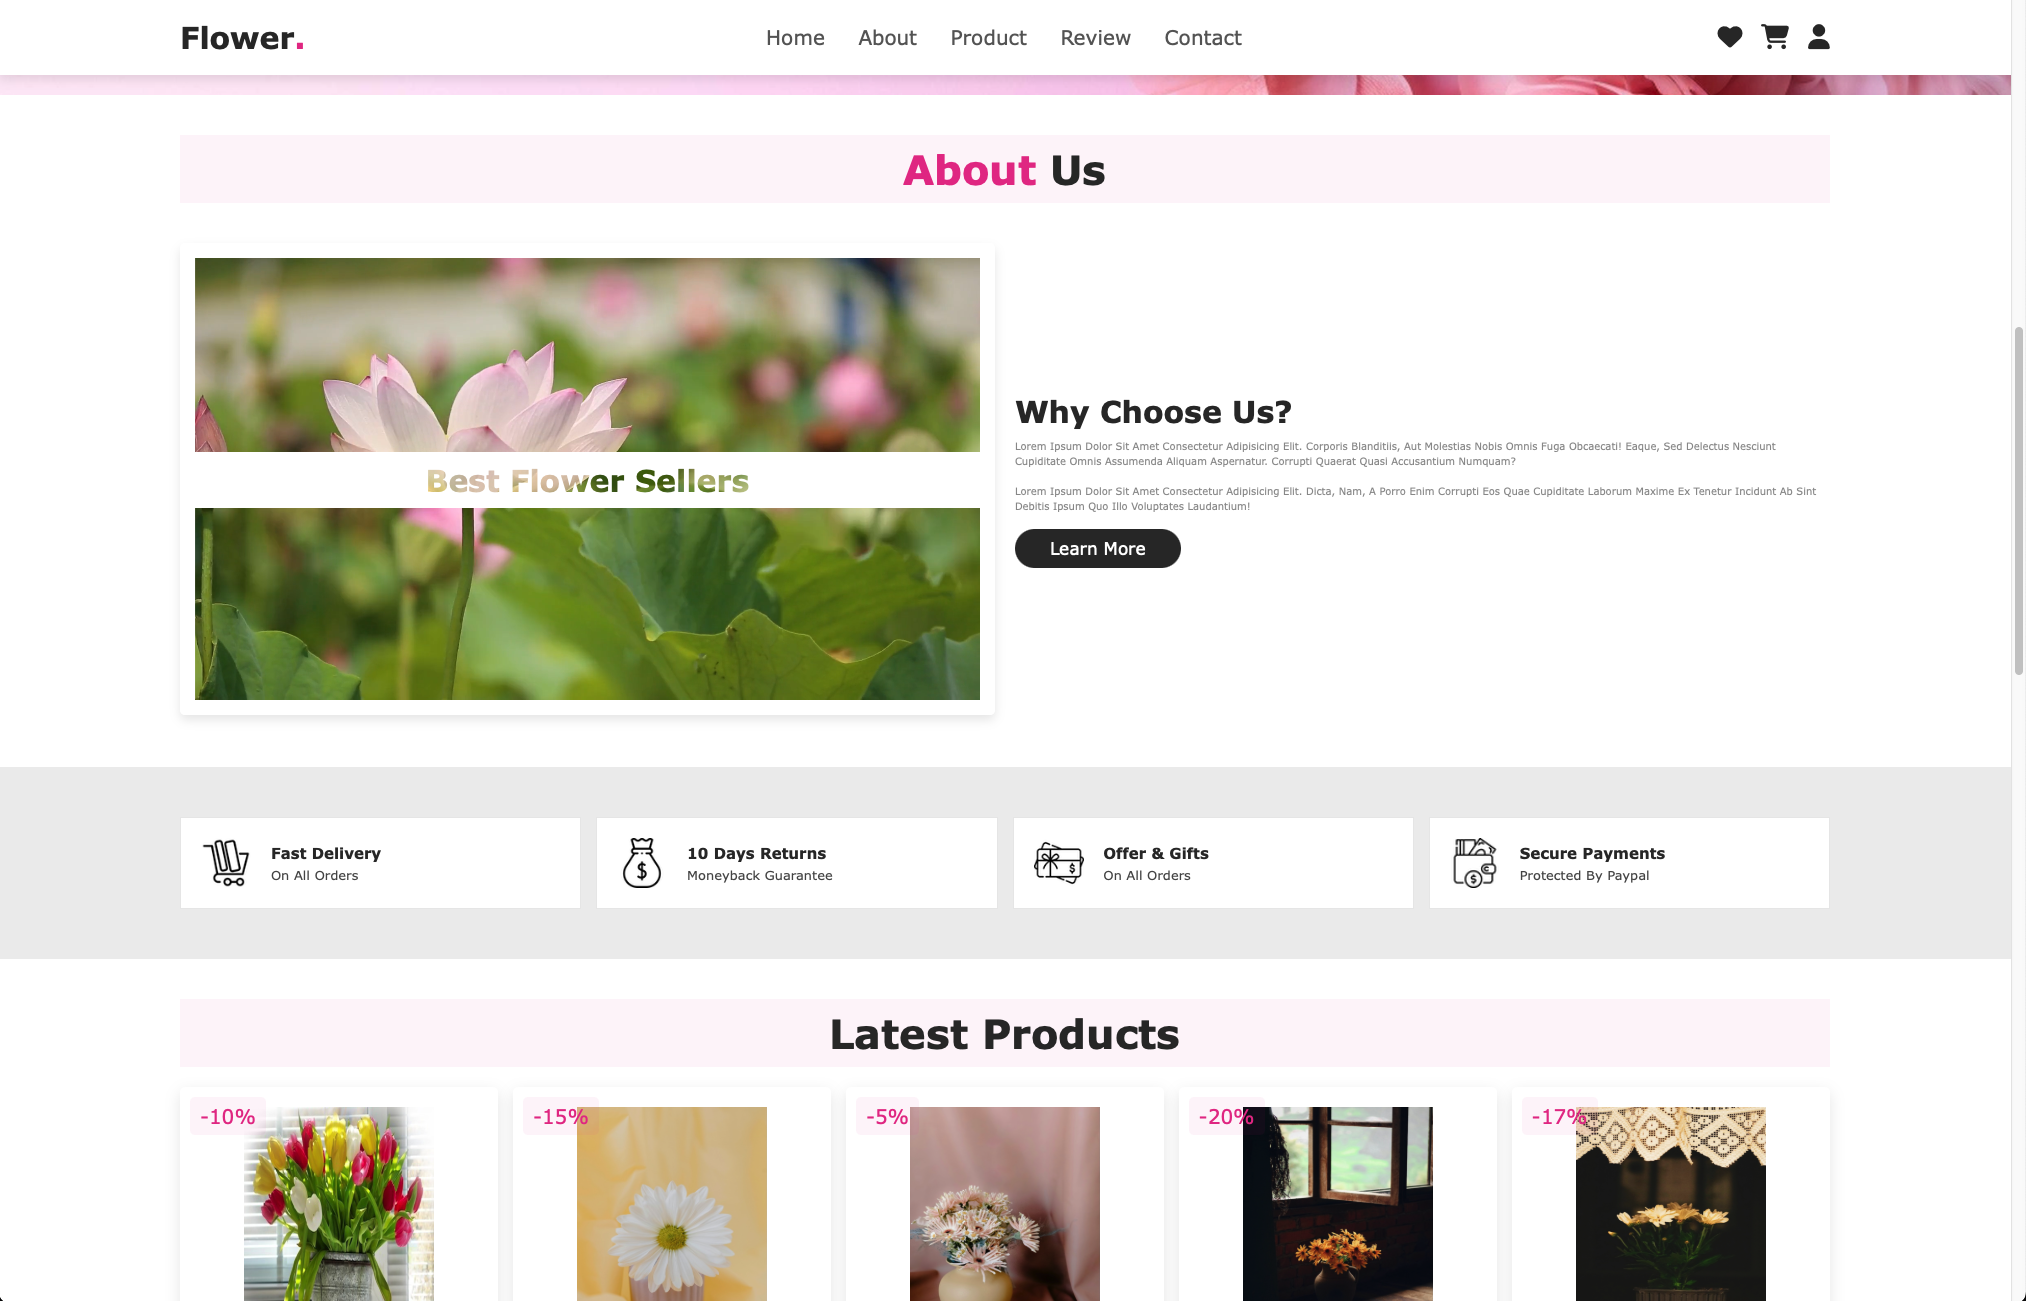 Flower.
Home About Product Review Contact
About Us
Best Flower Sellers
Why Choose Us?
Lorem Ipsum Dolor Sit Amet Consectetur Adipisicing Elit. Corporis Blanditiis, Aut Molestias Nobis Omnis Fuga Obcaecati! Eaque, Sed Delectus Nesciunt
Cupiditate Omnis Assumenda Aliquam Aspernatur. Corrupti Quaerat Quasi Accusantium Numquam?
Lorem Ipsum Dolor Sit Amet Consectetur Adipisicing Elit. Dicta, Nam, A Porro Enim Corrupti Eos Quae Cupiditate Laborum Maxime Ex Tenetur Incidunt Ab Sint
Debitis Ipsum Quo Illo Voluptates Laudantium!
Learn More
Fast Delivery
On All Orders
10 Days Returns
Moneyback Guarantee
Offer & Gifts
On All Orders
Secure Payments
Protected By Paypal
Latest Products
-10%
-15%
-5%
-20%
-17%